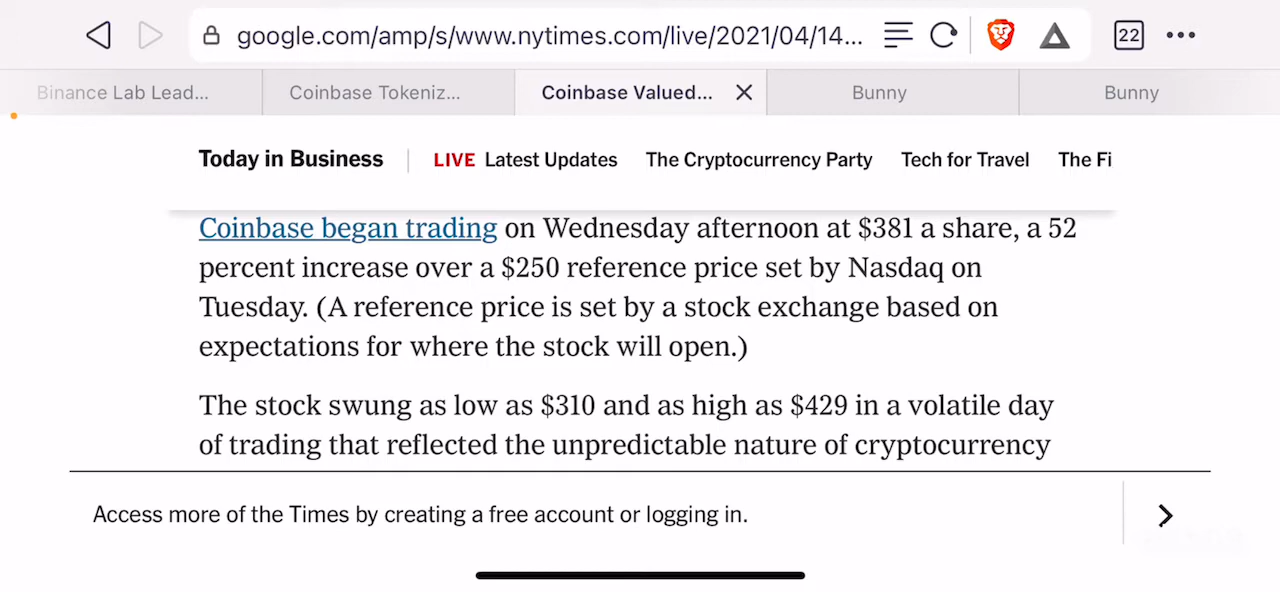 google.com/amp/s/www.nytimes.com/live/2021/04/14... 22
Binance Lab Lead... Coinbase Tokeniz... Coinbase Valued... Bunny Bunny
Today in Business LIVE Latest Updates The Cryptocurrency Party Tech for Travel The Fi
Coinbase began trading on Wednesday afternoon at $381 a share, a 52
percent increase over a $250 reference price set by Nasdaq on
Tuesday. (A reference price is set by a stock exchange based on
expectations for where the stock will open.)
The stock swung as low as $310 and as high as $429 in a volatile day
of trading that reflected the unpredictable nature of cryptocurrency
Access more of the Times by creating a free account or logging in.